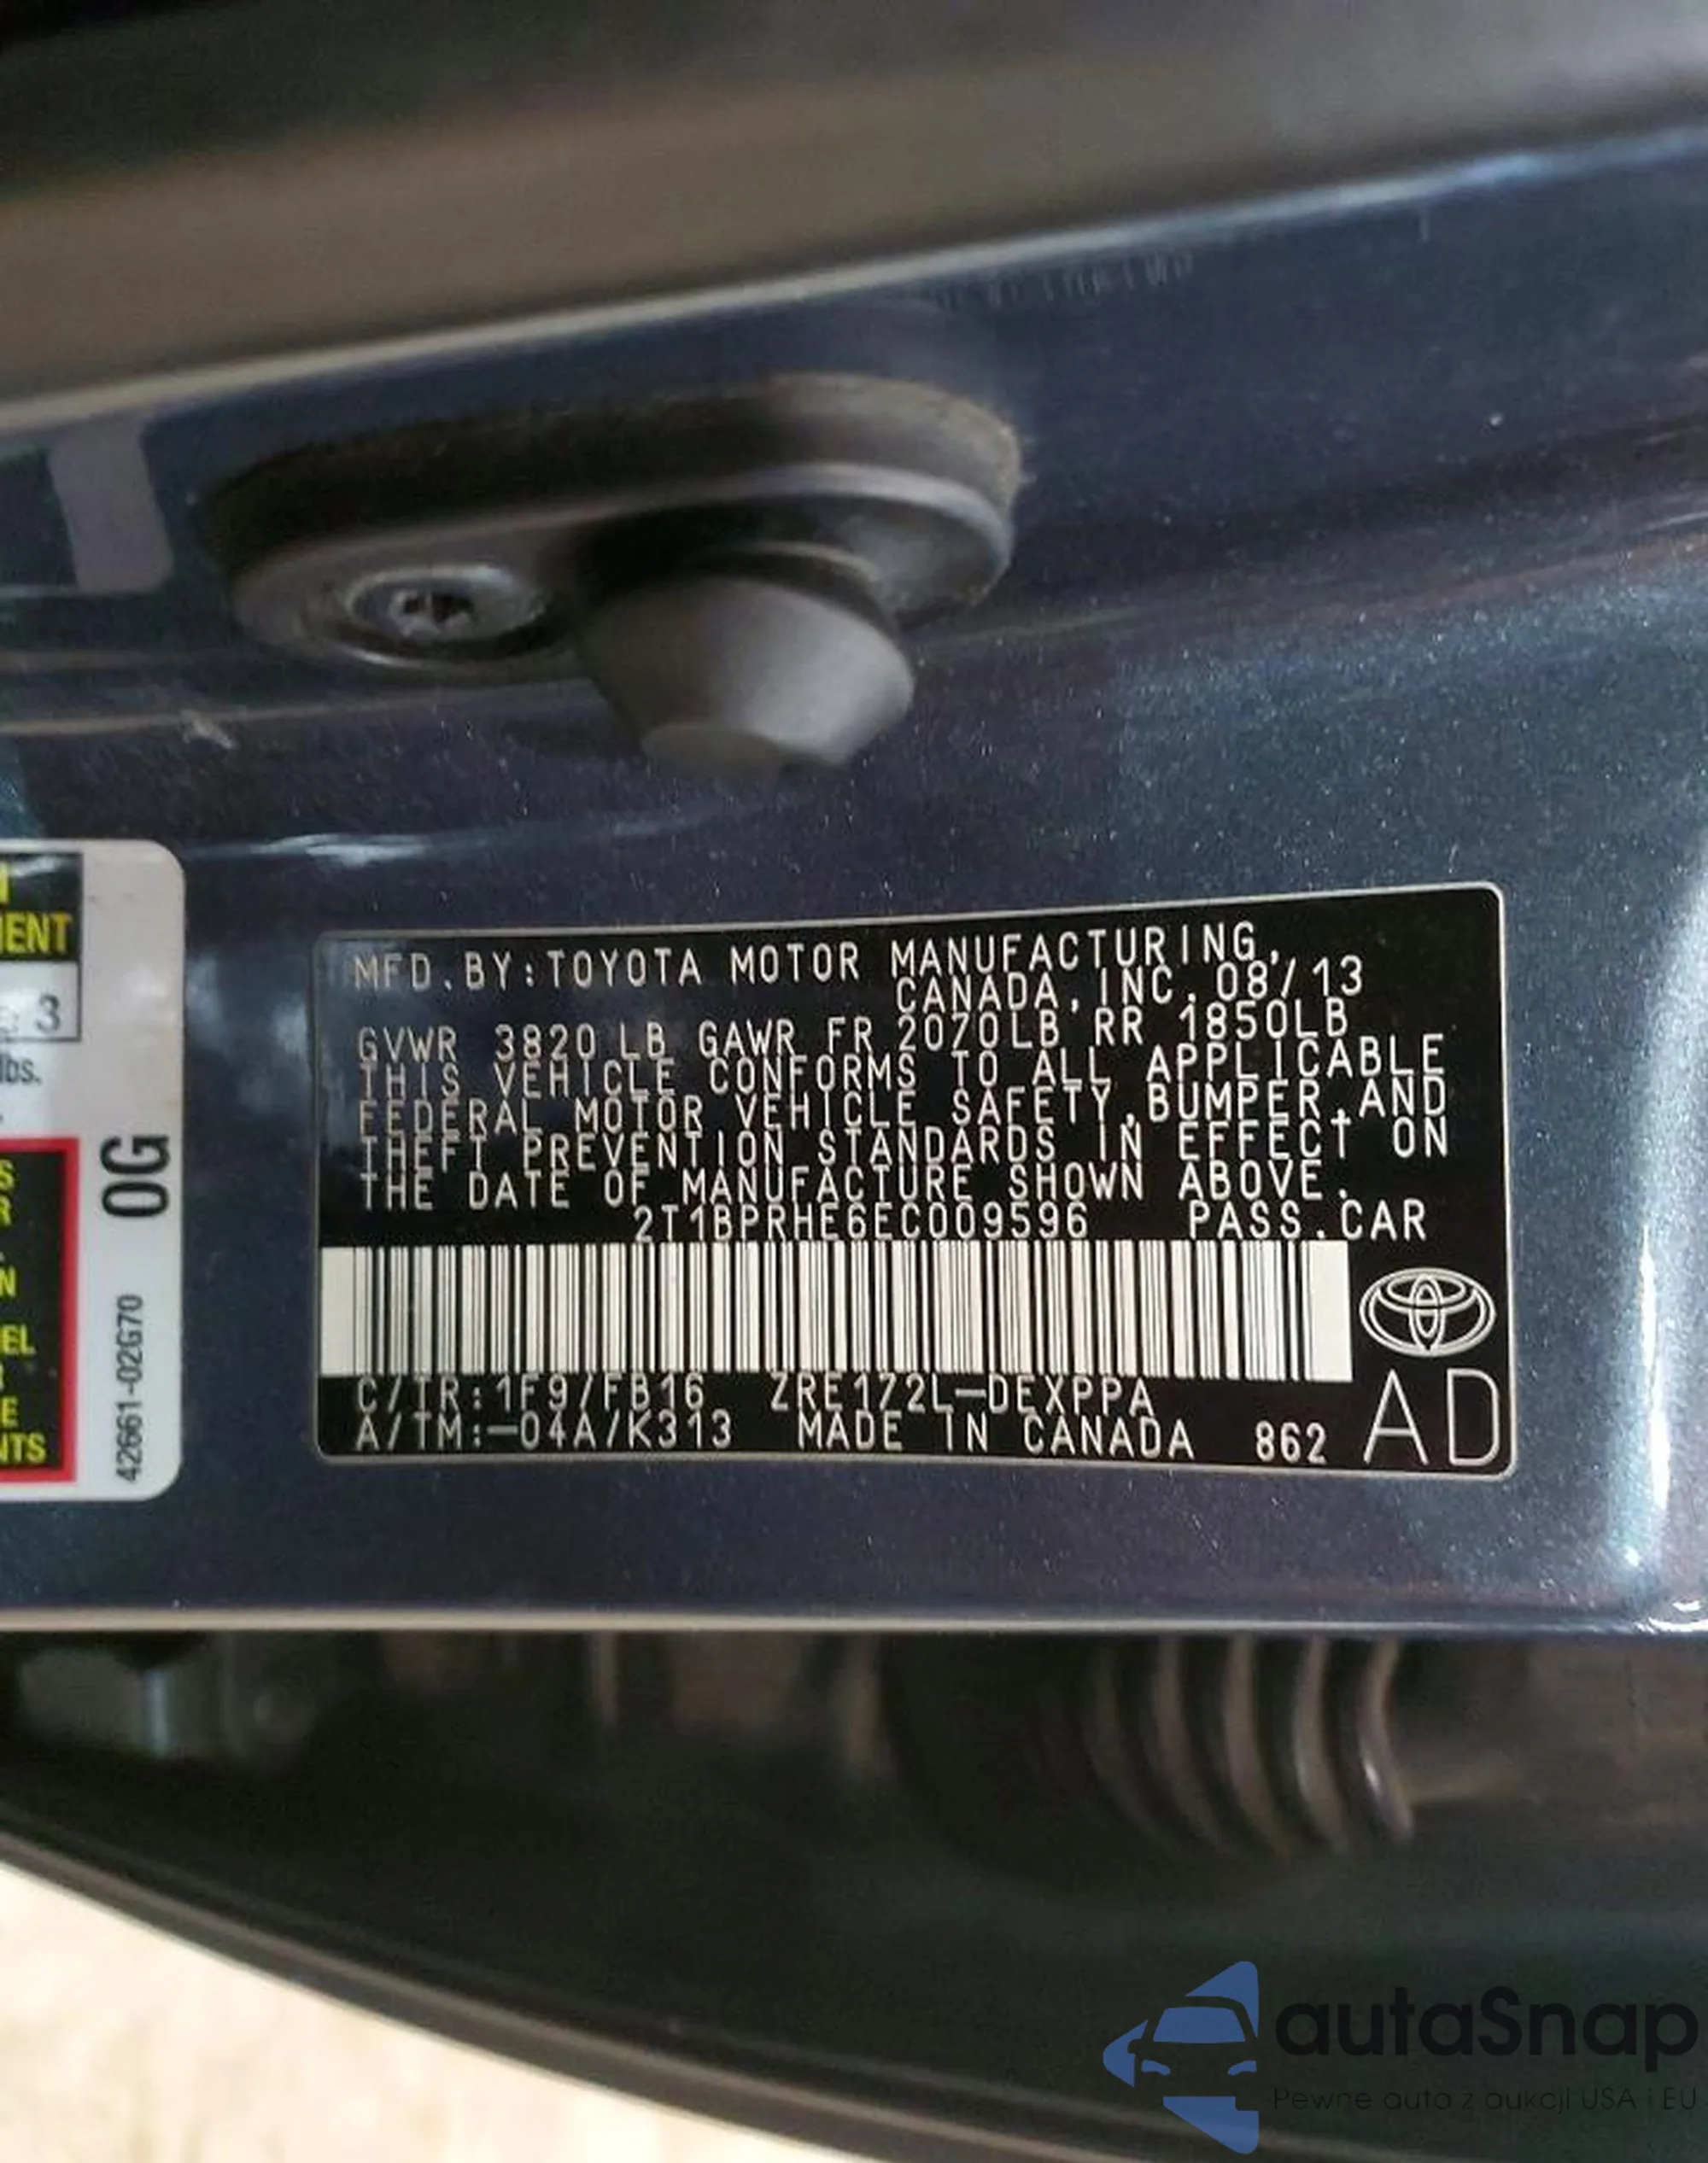 MFD.BY:TOYOTA MOTOR MANUFACTURING,
CANADA, INC. 08/13
GVWR 3820 LB GAWR FR 2070LB RR 1850LB
THIS VEHICLE CONFORMS TO ALL APPLICABLE
FEDERAL MOTOR VEHICLE SAFETY,BUMPER,AND
THEFT PREVENTION STANDARDS IN EFFECT ON
THE DATE OF MANUFACTURE SHOWN ABOVE.
2T1BPRHE6EC009596 PASS.CAR
C/TR:1F9/FB16 ZRE172L-DEXPPA
A/TM:-04A/K313 MADE IN CANADA 862
AD
3
lbs.
0G
42661-02G70
autaSnap
Pewne auta z aukcji USA i EU